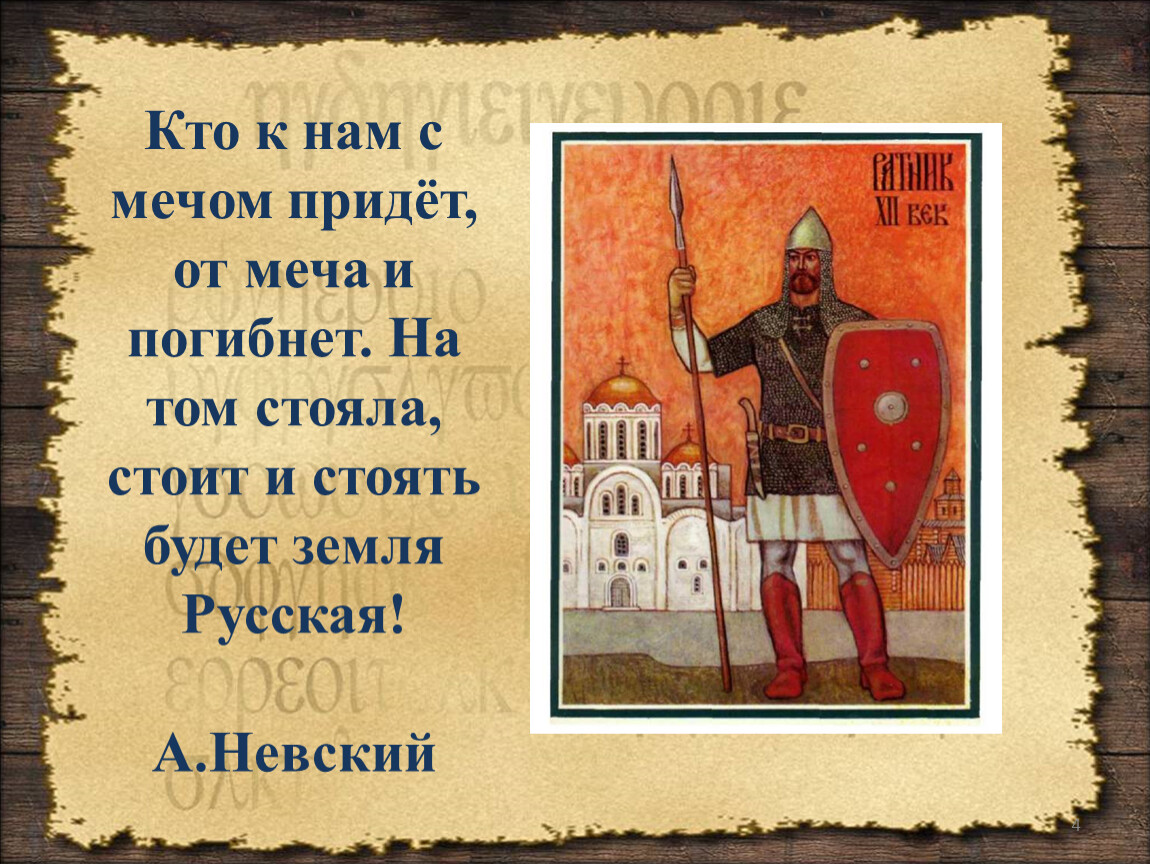 Кто к нам с
мечом придёт,
от меча и
погибнет. На
том стояла,
стоит и стоять
будет земля
Русская!
А.Невский
РАТНИК
XII ВЕК
4